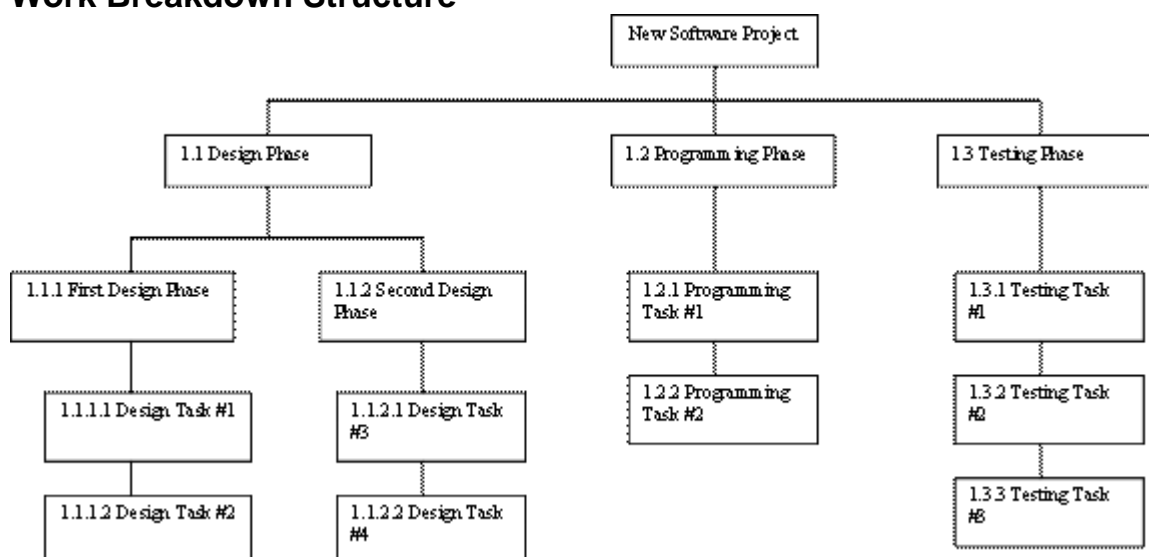 Work Breakdown Structure
New Software Project
1.1 Design Phase
1.2 Programming Phase
1.3 Testing Phase
1.1.1 First Design Phase
1.1.2 Second Design
Phase
1.2.1 Programming
Task #1
1.3.1 Testing Task
#1
1.1.1.1 Design Task #1
1.1.2.1 Design Task
#3
1.2.2 Programming
Task #2
1.3.2 Testing Task
#2
1.1.1.2 Design Task #2
1.1.2.2 Design Task
#4
1.3.3 Testing Task
#3